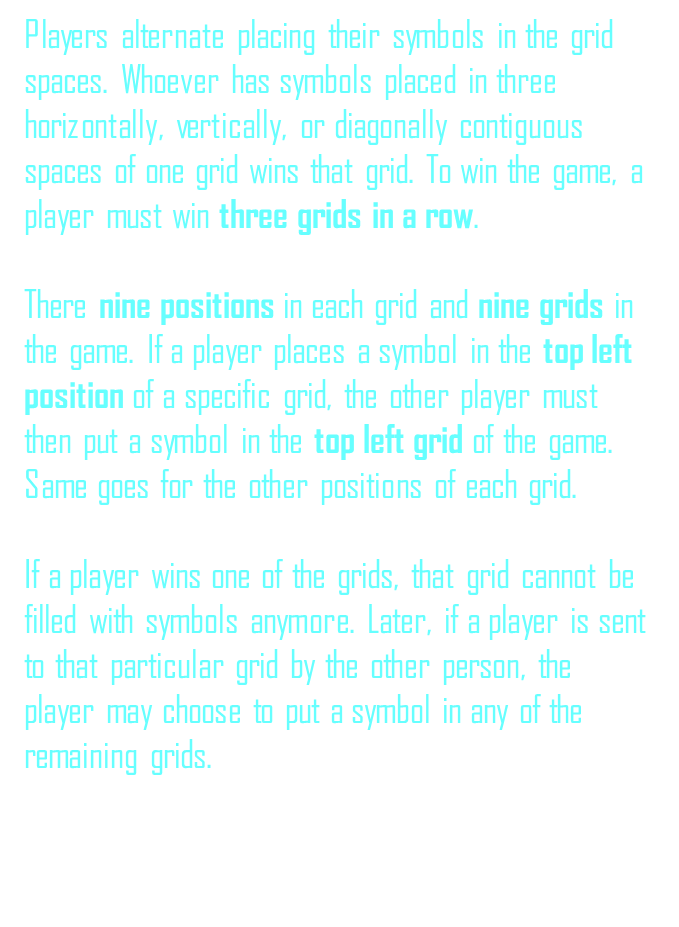 Players alternate placing their symbols in the grid
spaces. Whoever has symbols placed in three
horizontally, vertically, or diagonally contiguous
spaces of one grid wins that grid. To win the game, a
player must win three grids in a row.
There nine positions in each grid and nine grids in
the game. If a player places a symbol in the top left
position of a specific grid, the other player must
then put a symbol in the top left grid of the game.
Same goes for the other positions of each grid.
If a player wins one of the grids, that grid cannot be
filled with symbols anymore. Later, if a player is sent
to that particular grid by the other person, the
player may choose to put a symbol in any of the
remaining grids.